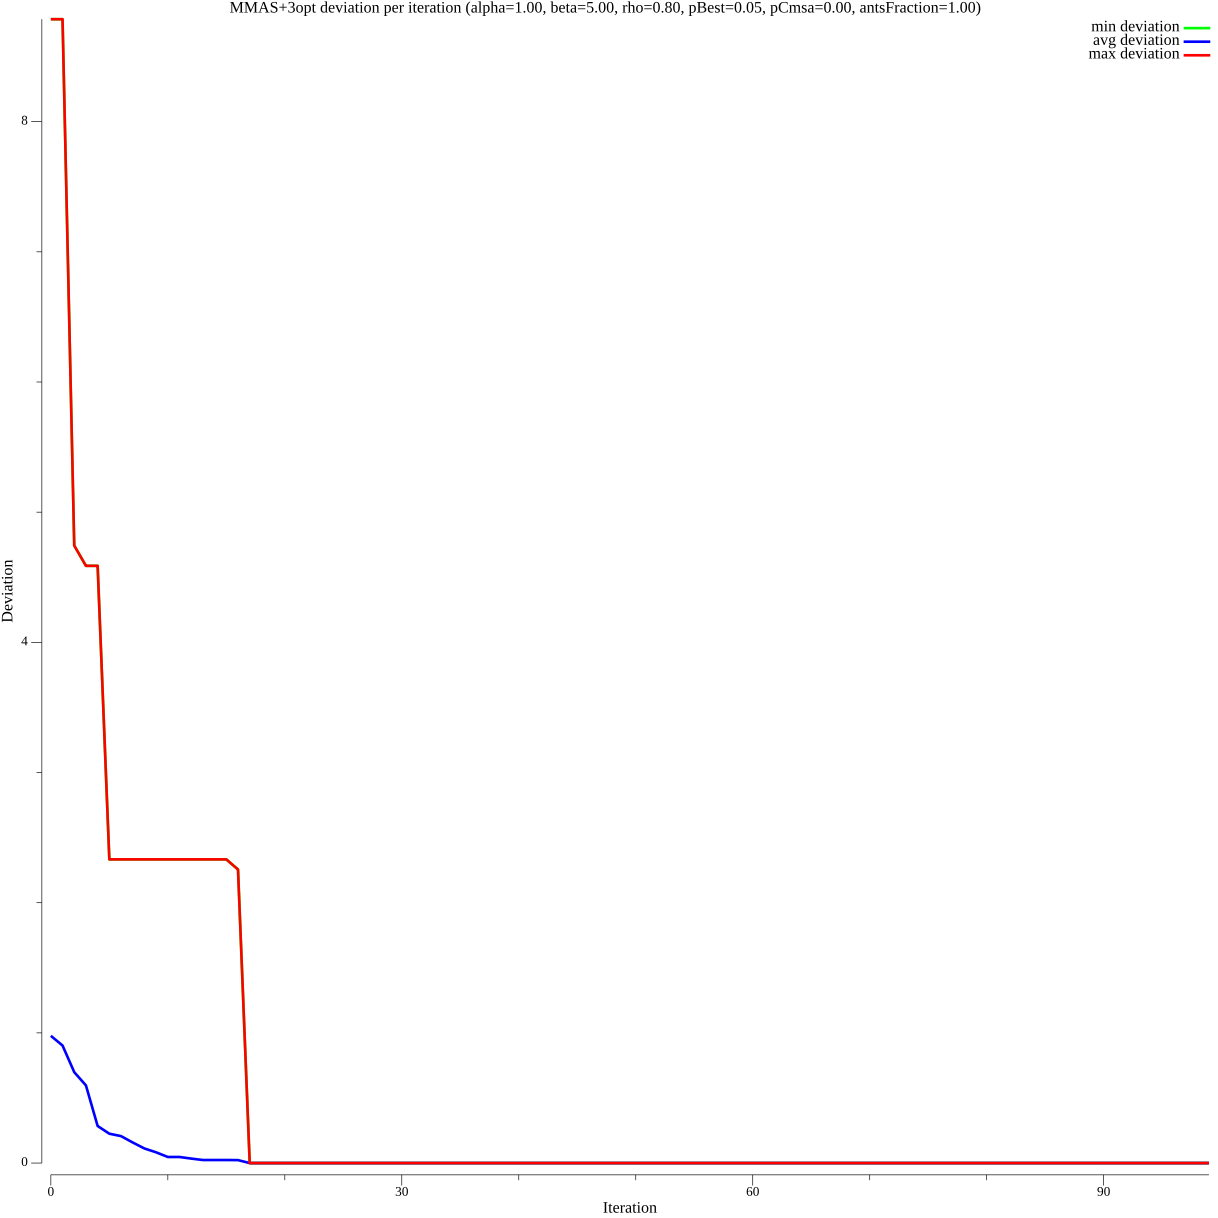 MMAS+3opt deviation per iteration (alpha=1.00, beta=5.00, rho=0.80, pBest=0.05, pCmsa=0.00, antsFraction=1.00)
min deviation
avg deviation
max deviation
8
4
0
Deviation
0 30 60 90
Iteration